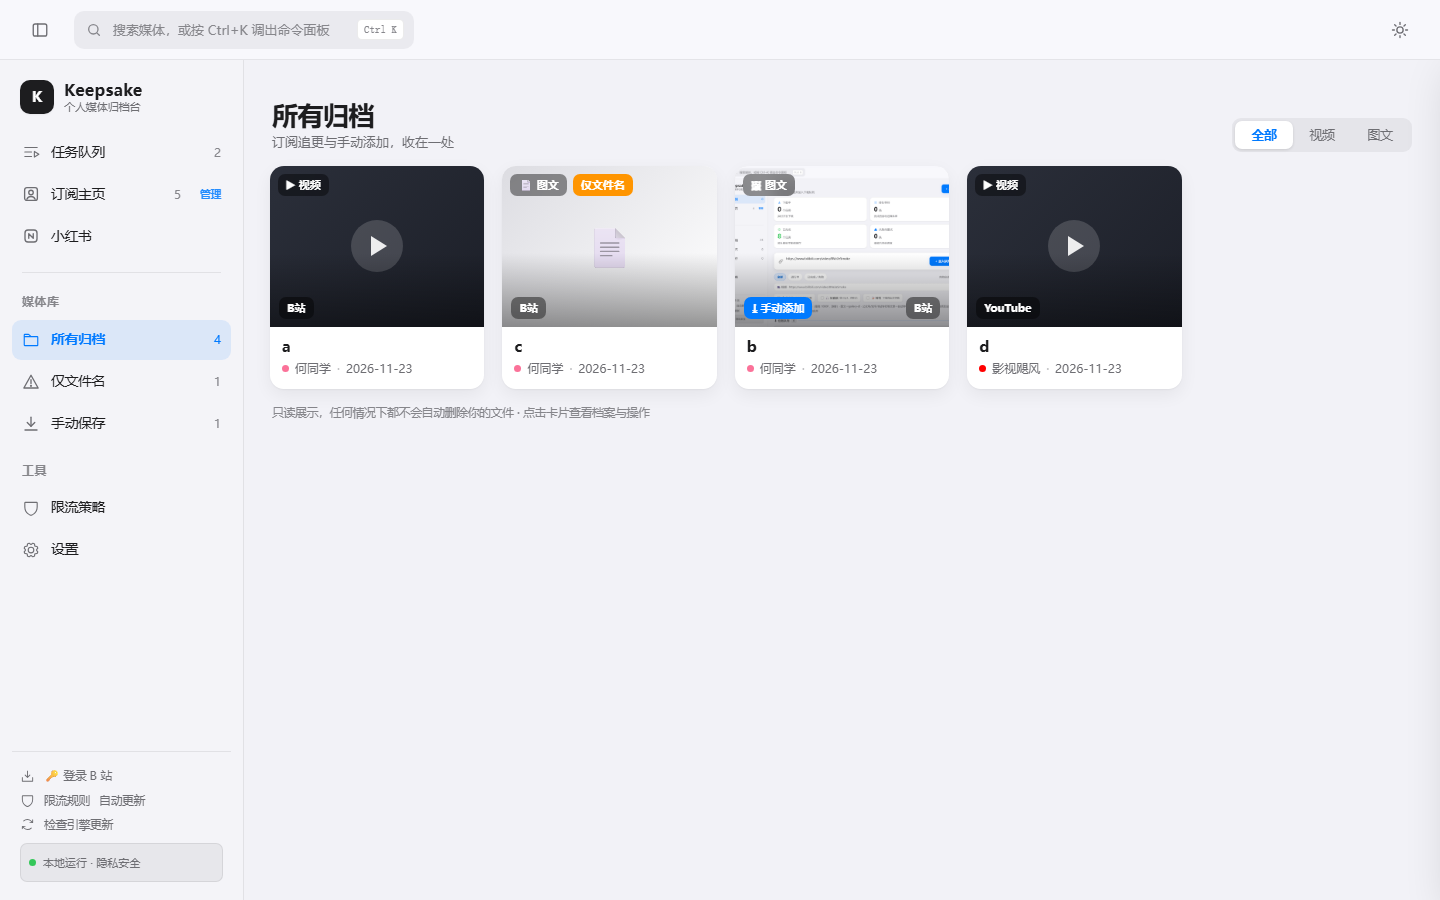 搜索媒体，或按 Ctrl+K 调出命令面板
Ctrl K
K
Keepsake
个人媒体归档台
任务队列 2
订阅主页 5 管理
小红书
媒体库
所有归档 4
仅文件名 1
手动保存 1
工具
限流策略
设置
登录 B 站
限流规则 自动更新
检查引擎更新
本地运行 · 隐私安全
所有归档
订阅追更与手动添加，收在一处
全部 视频 图文
视频
B站
a
何同学 · 2026-11-23
图文 仅文件名
B站
c
何同学 · 2026-11-23
图文
手动添加 B站
b
何同学 · 2026-11-23
视频
YouTube
d
影视飓风 · 2026-11-23
只读展示，任何情况下都不会自动删除你的文件 · 点击卡片查看档案与操作